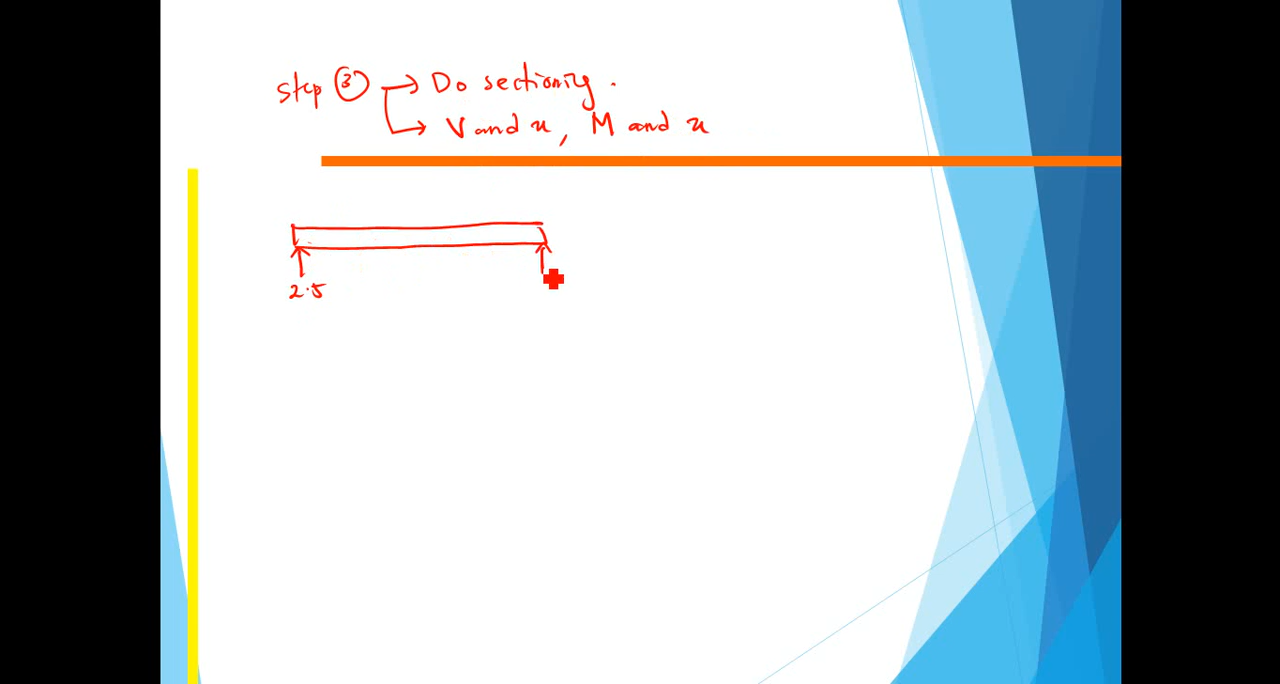 Step ③ → Do sectioning.
→ V and x, M and x
2.5